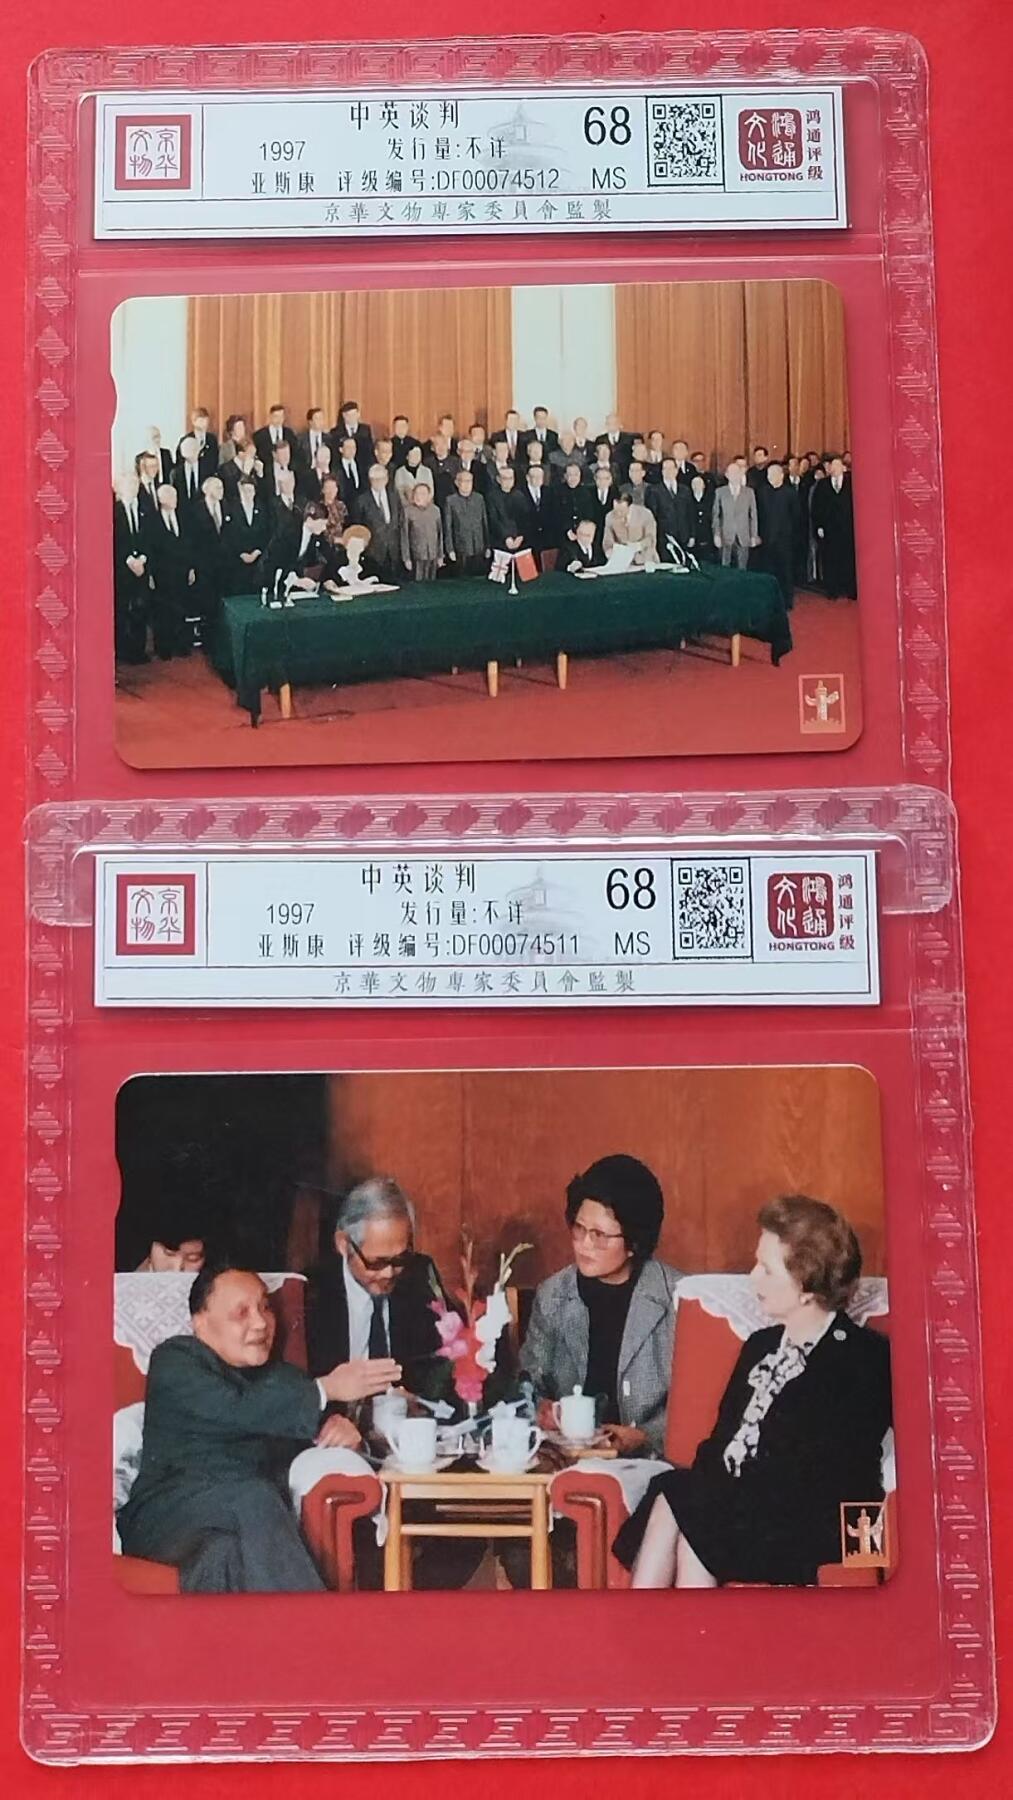 中英谈判
68
1997 发行量:不详
亚斯康 评级编号:DF00074512 MS
京華文物專家委員會監製
京华文物
鸿通文化
HONGTONG
鸿通评级
中英谈判
68
1997 发行量:不详
亚斯康 评级编号:DF00074511 MS
京華文物專家委員會監製
京华文物
鸿通文化
HONGTONG
鸿通评级